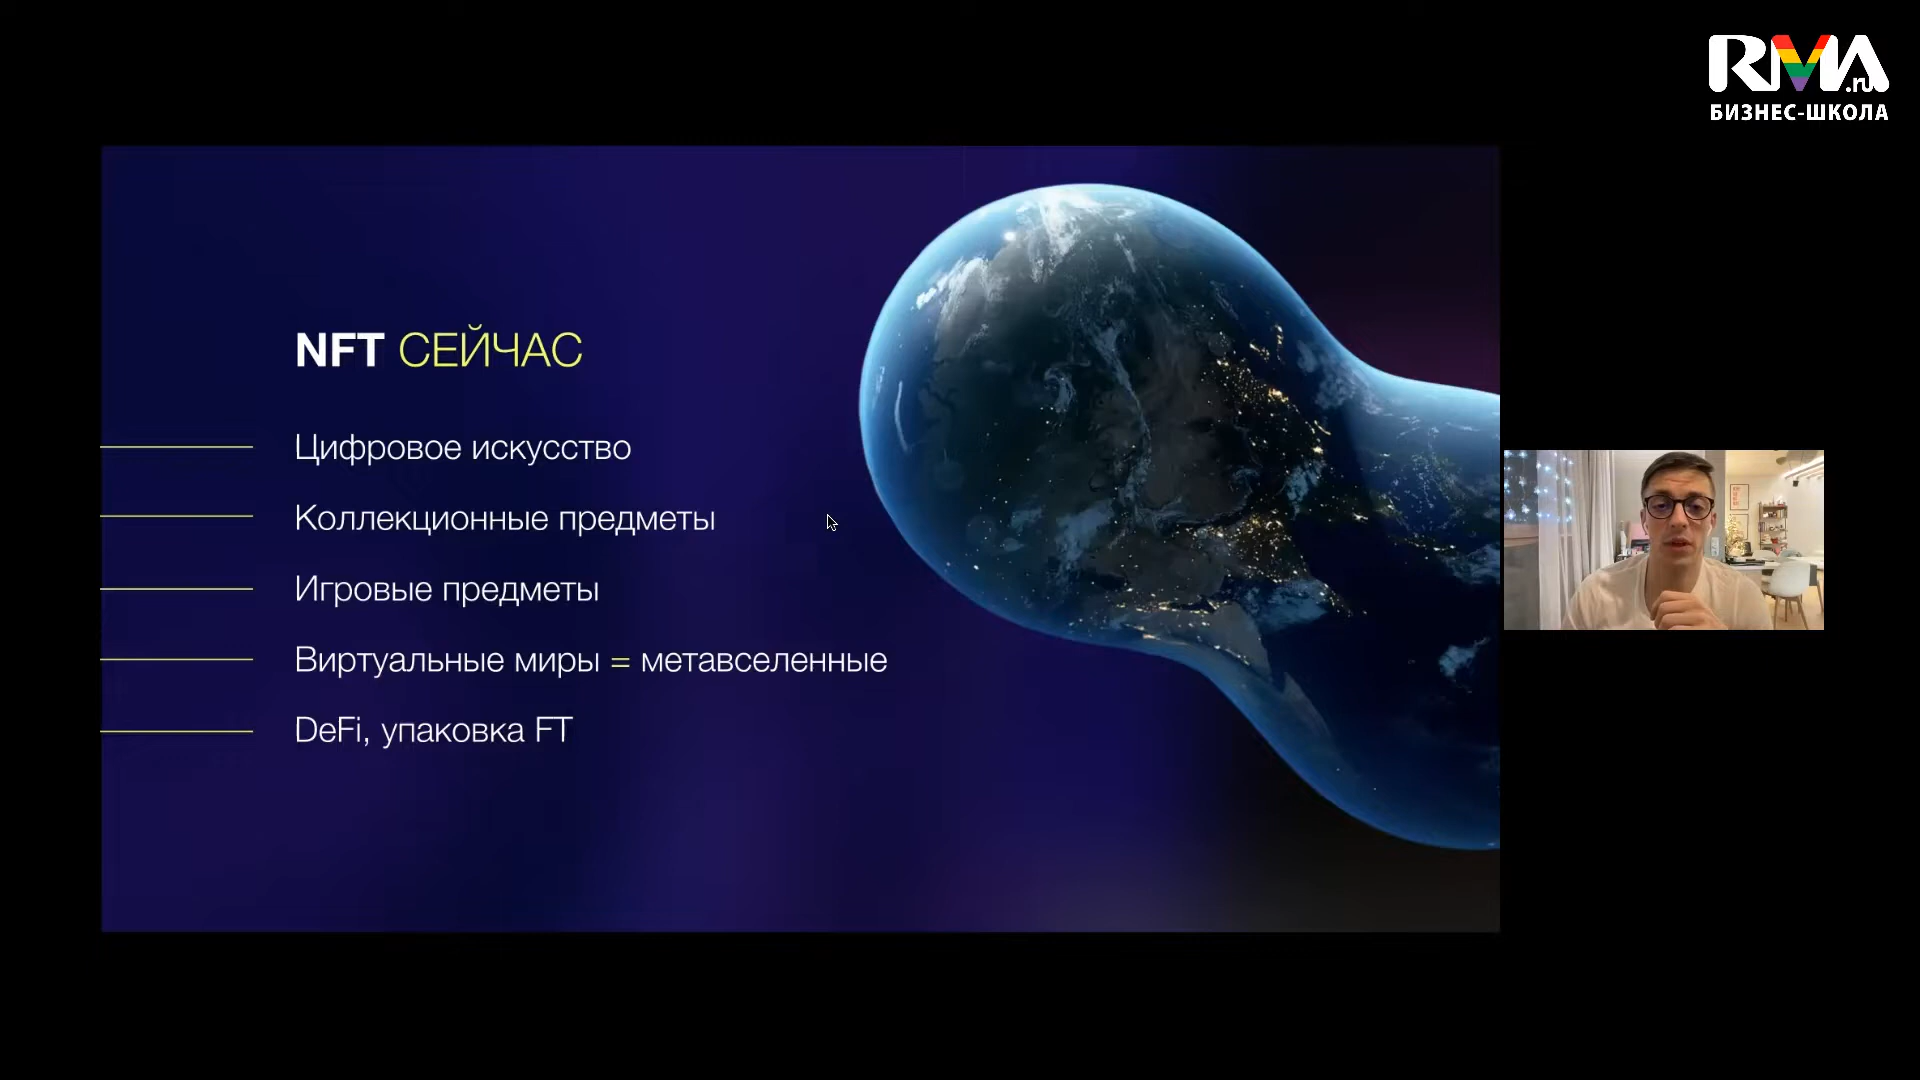 RMA.ru
БИЗНЕС-ШКОЛА
NFT СЕЙЧАС
Цифровое искусство
Коллекционные предметы
Игровые предметы
Виртуальные миры = метавселенные
DeFi, упаковка FT